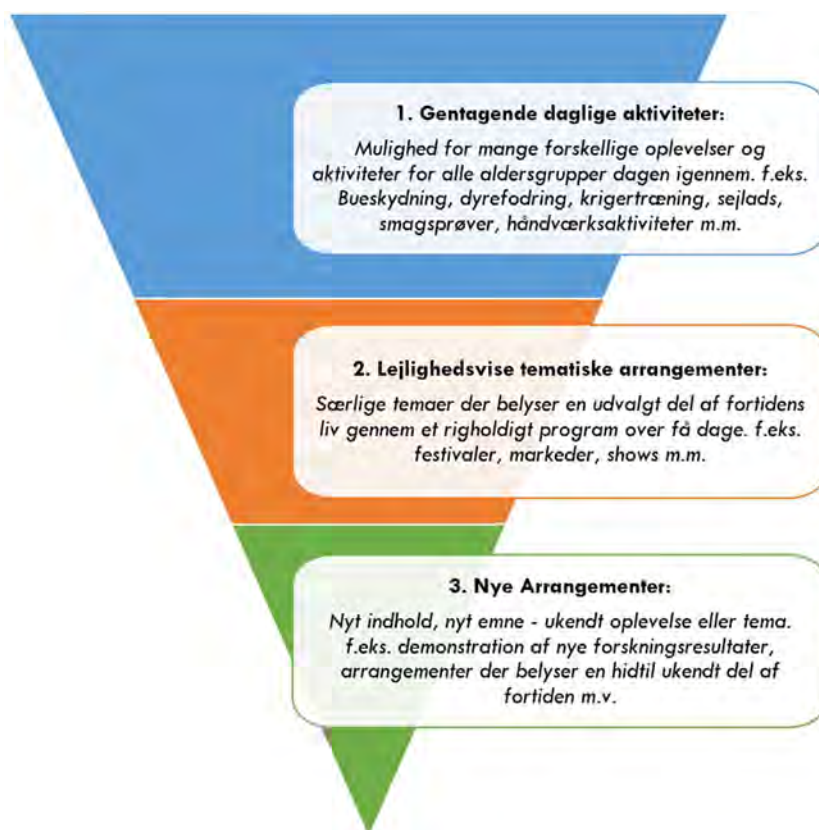 1. Gentagende daglige aktiviteter:
Mulighed for mange forskellige oplevelser og
aktiviteter for alle aldersgrupper dagen igennem. f.eks.
Bueskydning, dyrefodring, krigertræning, sejlads,
smagsprøver, håndværksaktiviteter m.m.
2. Lejlighedsvise tematiske arrangementer:
Særlige temaer der belyser en udvalgt del af fortidens
liv gennem et righoldigt program over få dage. f.eks.
festivaler, markeder, shows m.m.
3. Nye Arrangementer:
Nyt indhold, nyt emne - ukendt oplevelse eller tema.
f.eks. demonstration af nye forskningsresultater,
arrangementer der belyser en hidtil ukendt del af
fortiden m.v.